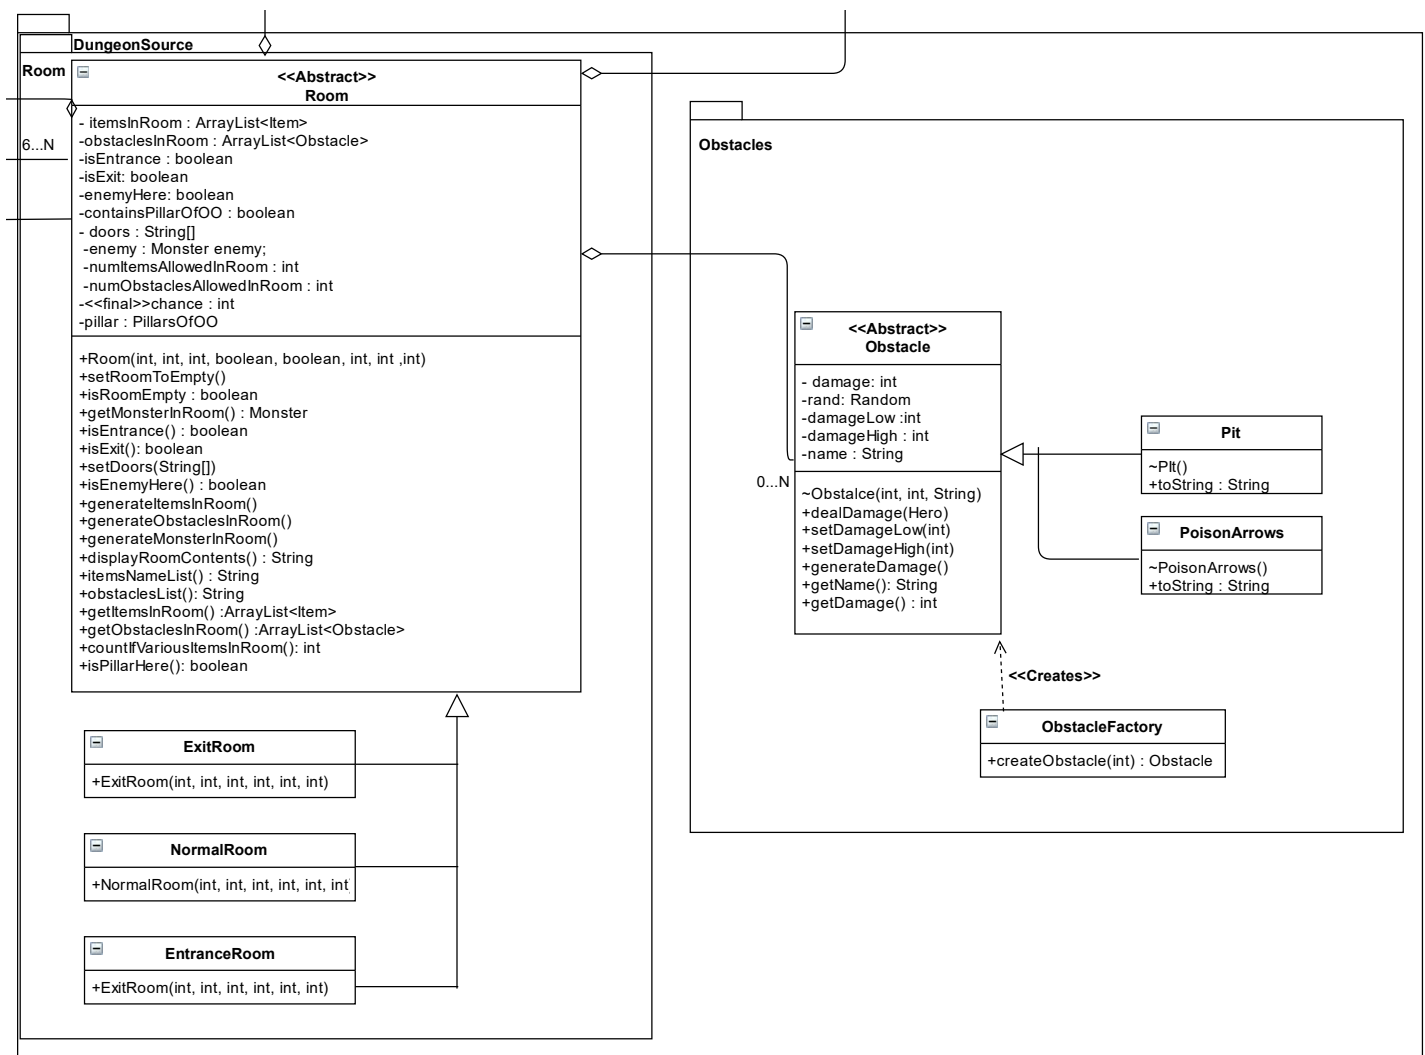 DungeonSource
Room
<<Abstract>>
Room
- itemsInRoom : ArrayList<Item>
-obstaclesInRoom : ArrayList<Obstacle>
-isEntrance : boolean
-isExit: boolean
-enemyHere: boolean
-containsPillarOfOO : boolean
- doors : String[]
-enemy : Monster enemy;
-numItemsAllowedInRoom : int
-numObstaclesAllowedInRoom : int
-<<final>>chance : int
-pillar : PillarsOfOO
6...N
+Room(int, int, int, boolean, boolean, int, int ,int)
+setRoomToEmpty()
+isRoomEmpty : boolean
+getMonsterInRoom() : Monster
+isEntrance() : boolean
+isExit(): boolean
+setDoors(String[])
+isEnemyHere() : boolean
+generateItemsInRoom()
+generateObstaclesInRoom()
+generateMonsterInRoom()
+displayRoomContents() : String
+itemsNameList() : String
+obstaclesList(): String
+getItemsInRoom() :ArrayList<Item>
+getObstaclesInRoom() :ArrayList<Obstacle>
+countIfVariousItemsInRoom(): int
+isPillarHere(): boolean
ExitRoom
+ExitRoom(int, int, int, int, int, int)
NormalRoom
+NormalRoom(int, int, int, int, int, int
EntranceRoom
+ExitRoom(int, int, int, int, int, int)
Obstacles
<<Abstract>>
Obstacle
- damage: int
-rand: Random
-damageLow :int
-damageHigh : int
-name : String
0...N
~Obstalce(int, int, String)
+dealDamage(Hero)
+setDamageLow(int)
+setDamageHigh(int)
+generateDamage()
+getName(): String
+getDamage() : int
Pit
~PIt()
+toString : String
PoisonArrows
~PoisonArrows()
+toString : String
<<Creates>>
ObstacleFactory
+createObstacle(int) : Obstacle